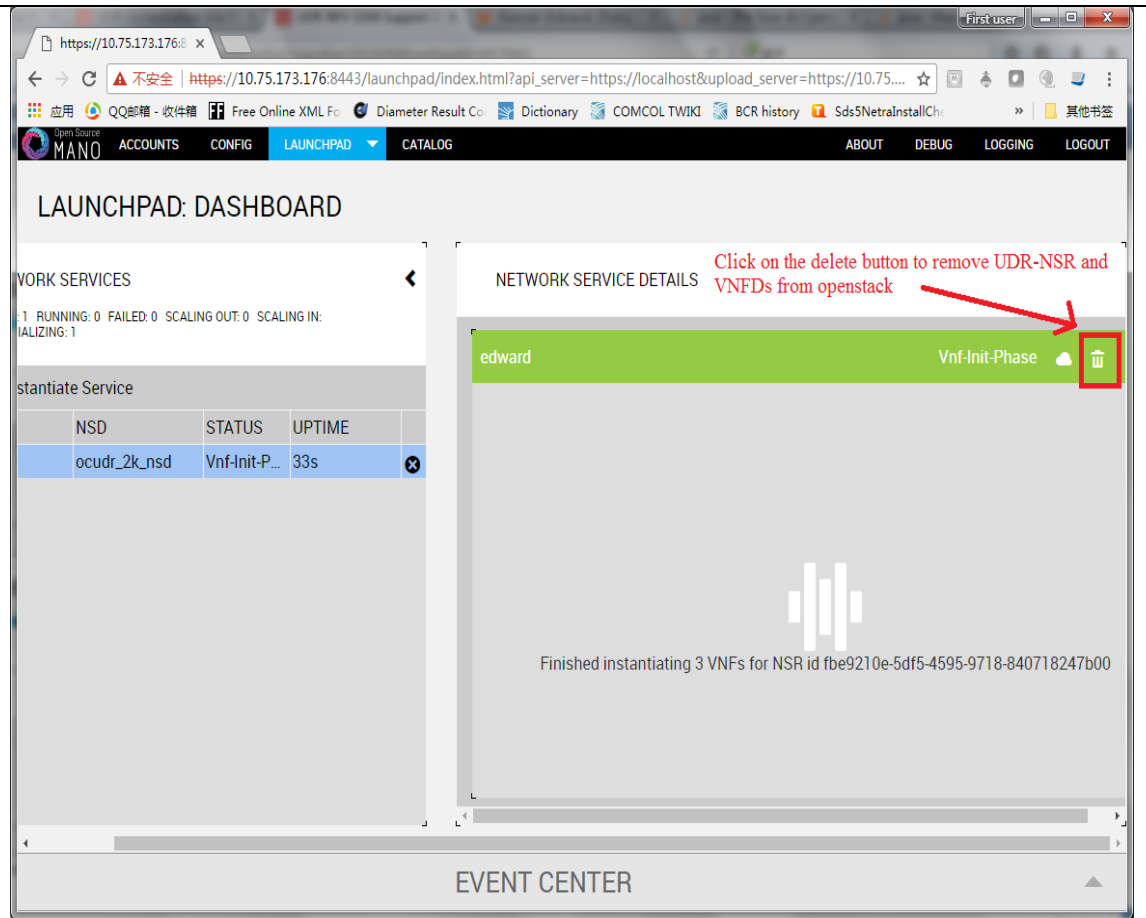 First user
https://10.75.173.176:8
不安全 | https://10.75.173.176:8443/launchpad/index.html?api_server=https://localhost&upload_server=https://10.75....
应用 QQ邮箱 - 收件箱 Free Online XML Fo Diameter Result Co Dictionary COMCOL TWIKI BCR history Sds5NetraInstallChe » 其他书签
Open Source
MANO ACCOUNTS CONFIG LAUNCHPAD CATALOG ABOUT DEBUG LOGGING LOGOUT
LAUNCHPAD: DASHBOARD
WORK SERVICES
: 1 RUNNING: 0 FAILED: 0 SCALING OUT: 0 SCALING IN:
IALIZING: 1
stantiate Service
NSD STATUS UPTIME
ocudr_2k_nsd Vnf-Init-P... 33s
NETWORK SERVICE DETAILS
Click on the delete button to remove UDR-NSR and
VNFDs from openstack
edward Vnf-Init-Phase
Finished instantiating 3 VNFs for NSR id fbe9210e-5df5-4595-9718-840718247b00
EVENT CENTER